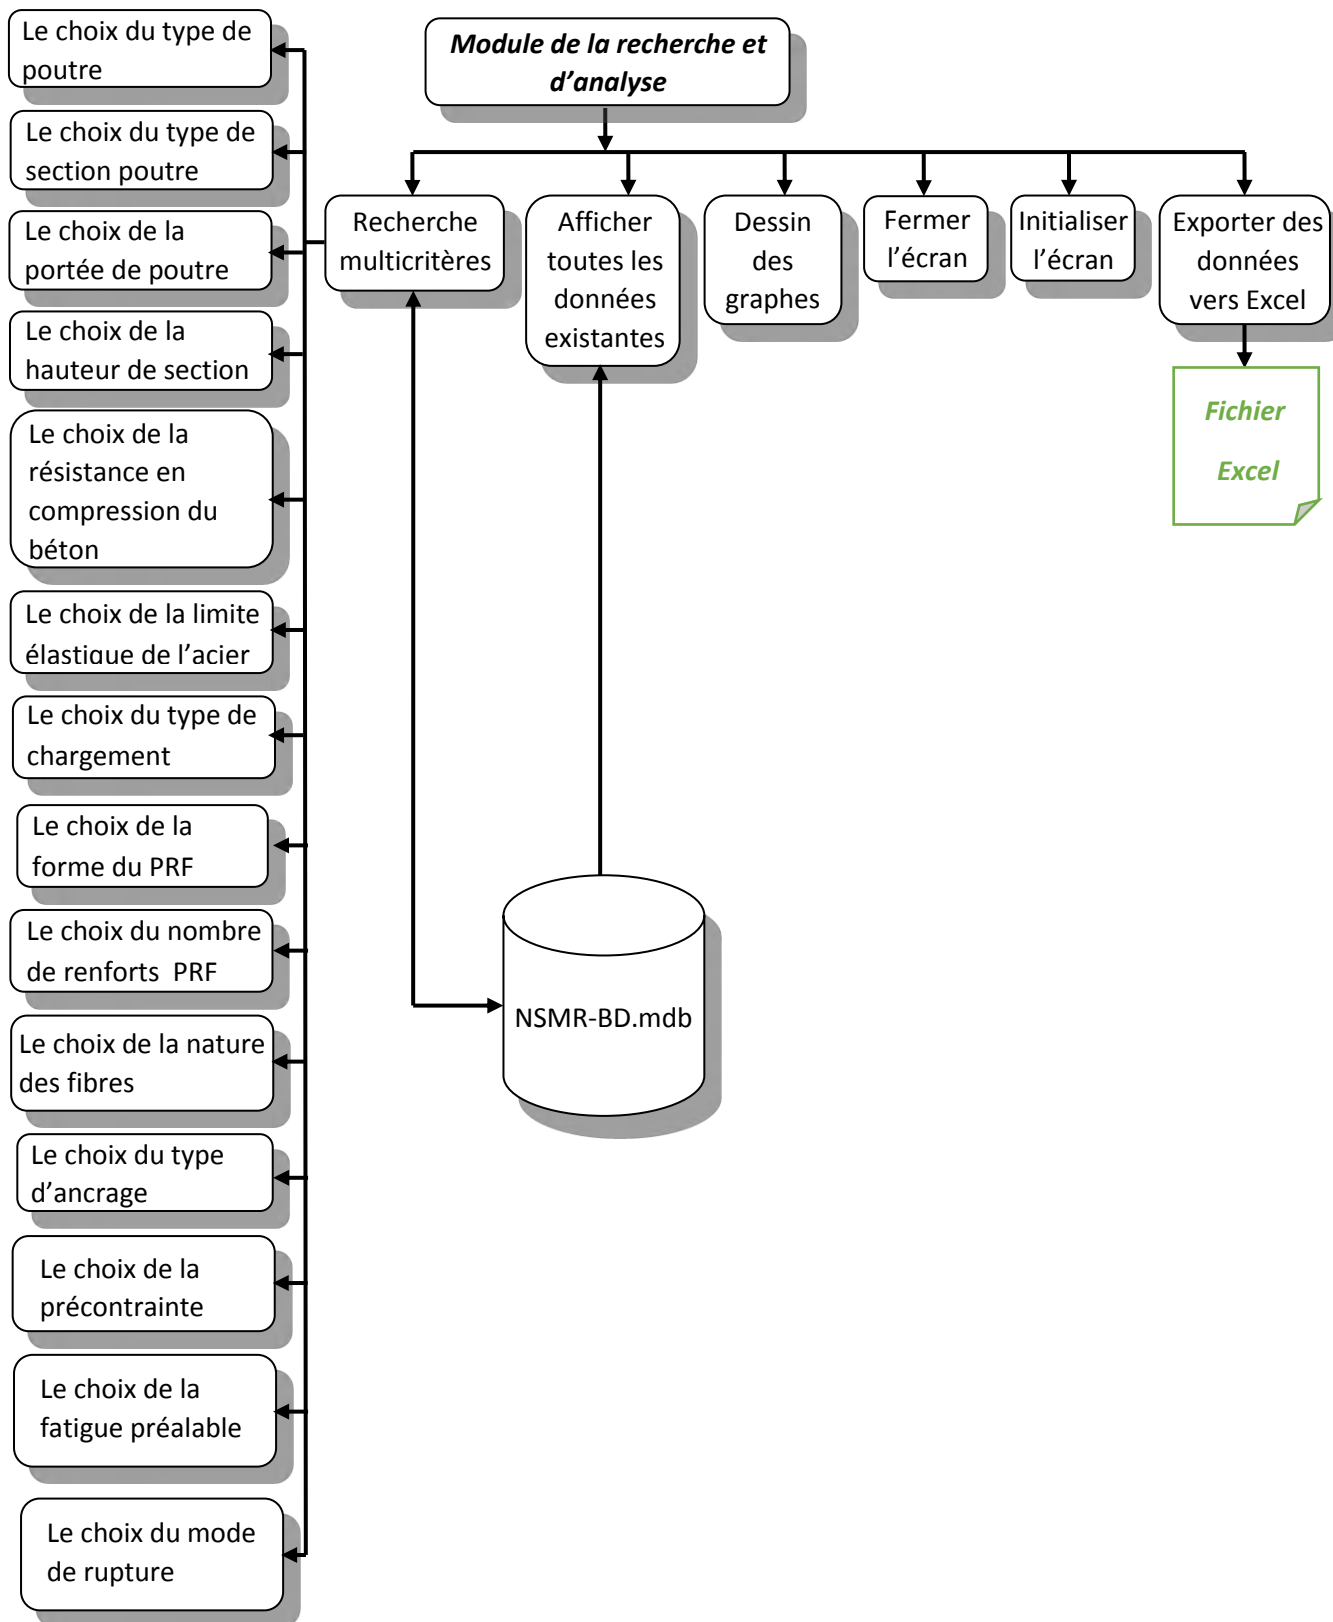 Le choix du type de
poutre
Le choix du type de
section poutre
Le choix de la
portée de poutre
Le choix de la
hauteur de section
Le choix de la
résistance en
compression du
béton
Le choix de la limite
élastique de l’acier
Le choix du type de
chargement
Le choix de la
forme du PRF
Le choix du nombre
de renforts PRF
Le choix de la nature
des fibres
Le choix du type
d’ancrage
Le choix de la
précontrainte
Le choix de la
fatigue préalable
Le choix du mode
de rupture
Module de la recherche et
d’analyse
Recherche
multicritères
Afficher
toutes les
données
existantes
Dessin
des
graphes
Fermer
l’écran
Initialiser
l’écran
Exporter des
données
vers Excel
Fichier
Excel
NSMR-BD.mdb